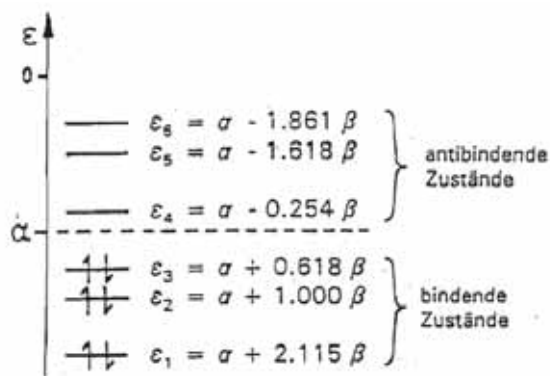 ε
0
ε₆ = α - 1.861 β
ε₅ = α - 1.618 β
antibindende
Zustände
ε₄ = α - 0.254 β
α
ε₃ = α + 0.618 β
ε₂ = α + 1.000 β
bindende
Zustände
ε₁ = α + 2.115 β